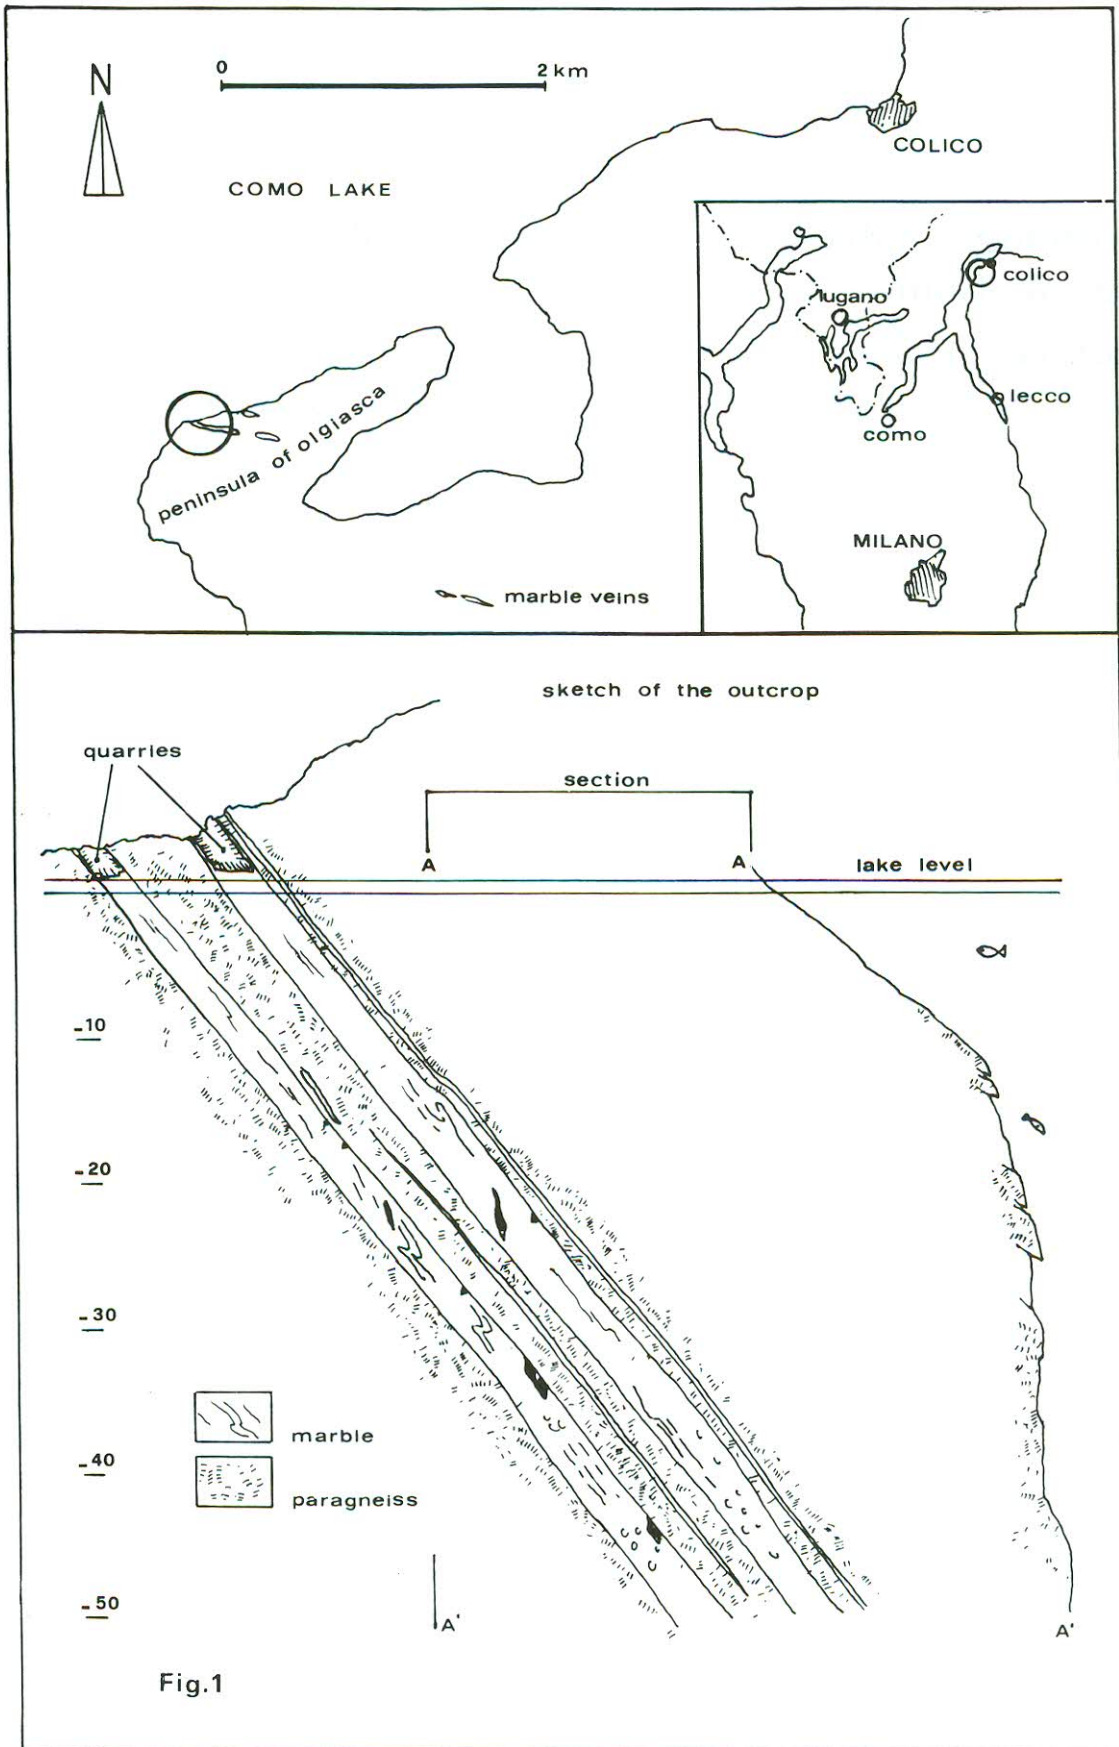 N
0 2 km
COLICO
COMO LAKE
colico
lugano
lecco
como
peninsula of olgiasca
MILANO
marble veins
sketch of the outcrop
quarries
section
A A
lake level
-10
-20
-30
-40
-50
marble
paragneiss
A'
A'
Fig.1